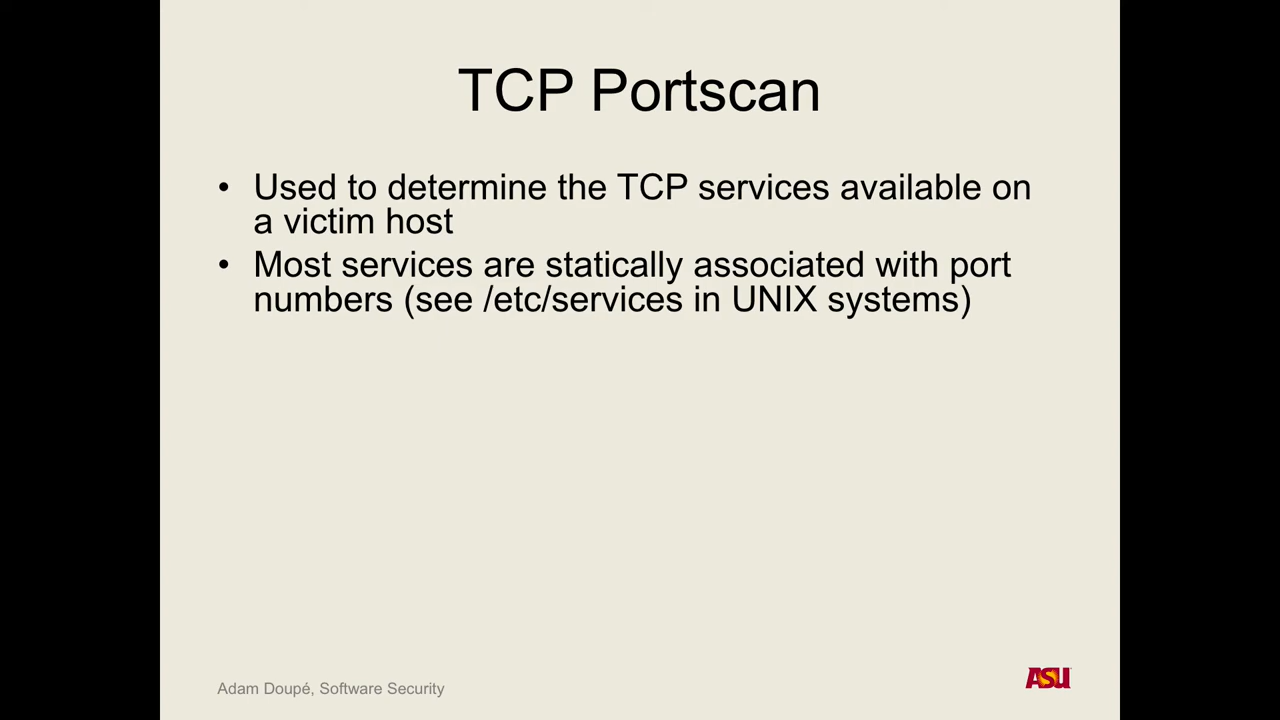 TCP Portscan
• Used to determine the TCP services available on
a victim host
• Most services are statically associated with port
numbers (see /etc/services in UNIX systems)
Adam Doupé, Software Security
ASU